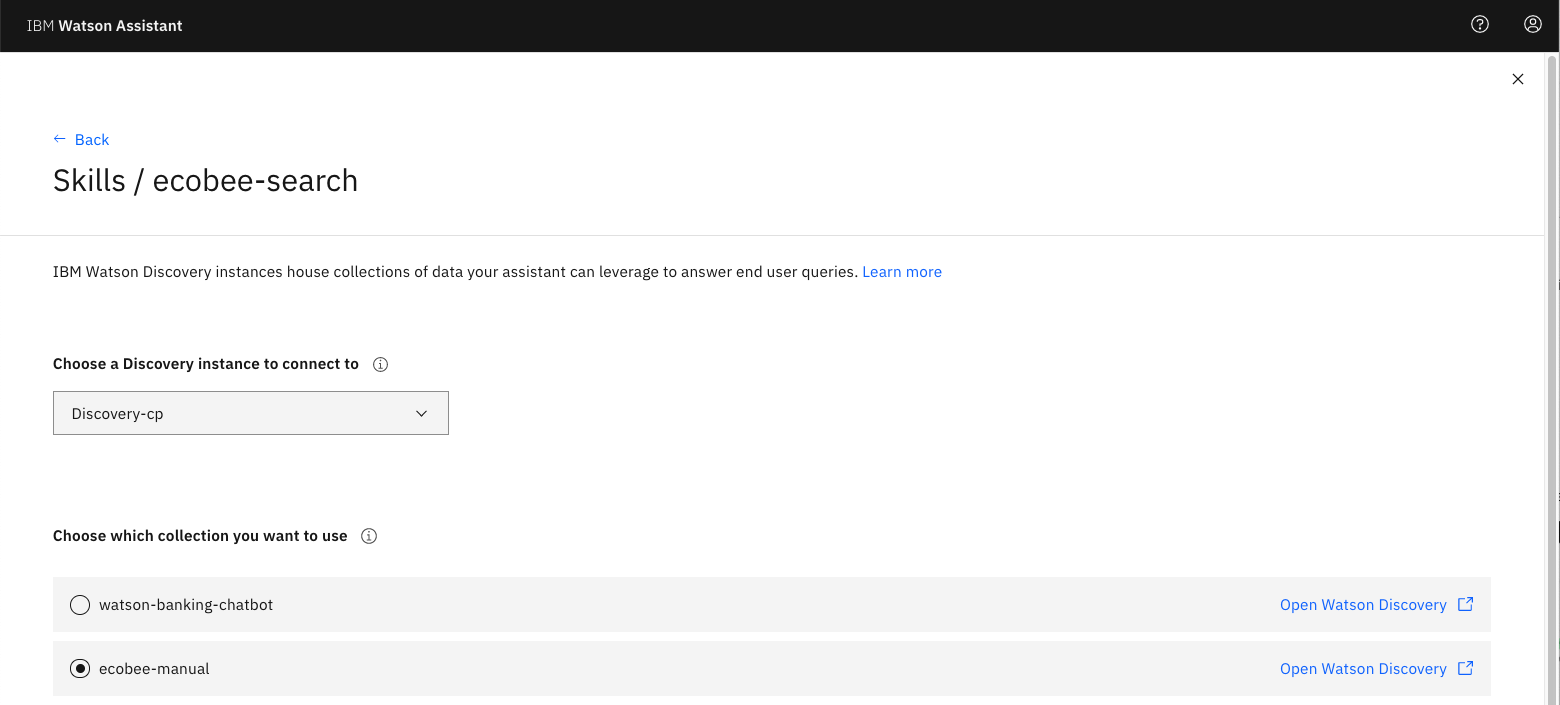 IBM Watson Assistant
Back
Skills / ecobee-search
IBM Watson Discovery instances house collections of data your assistant can leverage to answer end user queries. Learn more
Choose a Discovery instance to connect to
Discovery-cp
Choose which collection you want to use
watson-banking-chatbot Open Watson Discovery
ecobee-manual Open Watson Discovery